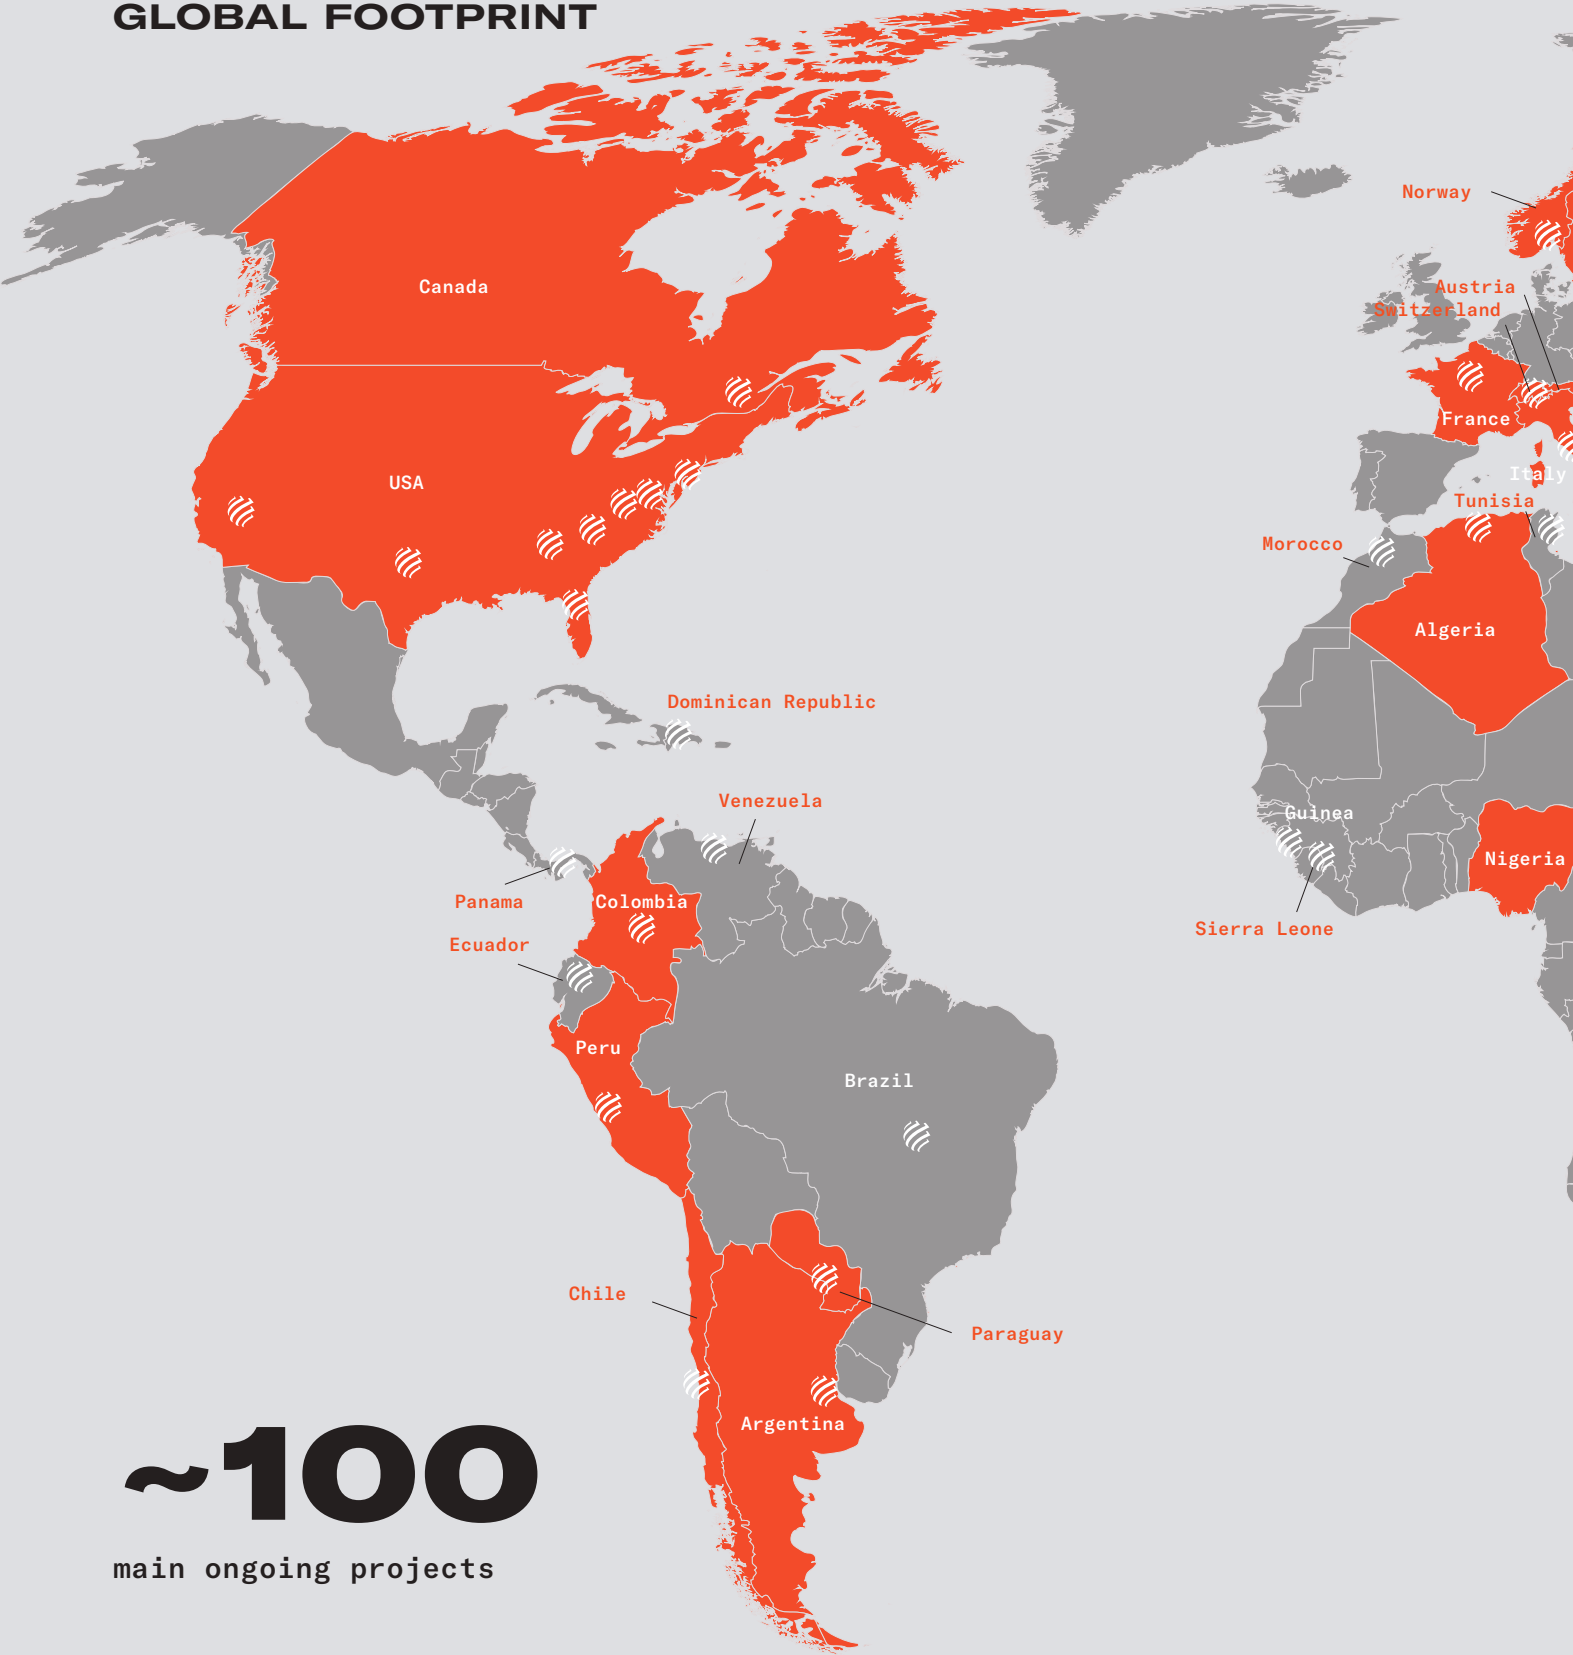 GLOBAL FOOTPRINT
Norway
Canada
Austria
Switzerland
France
USA
Italy
Tunisia
Morocco
Algeria
Dominican Republic
Venezuela
Guinea
Nigeria
Panama
Colombia
Sierra Leone
Ecuador
Peru
Brazil
Chile
Paraguay
Argentina
~100
main ongoing projects